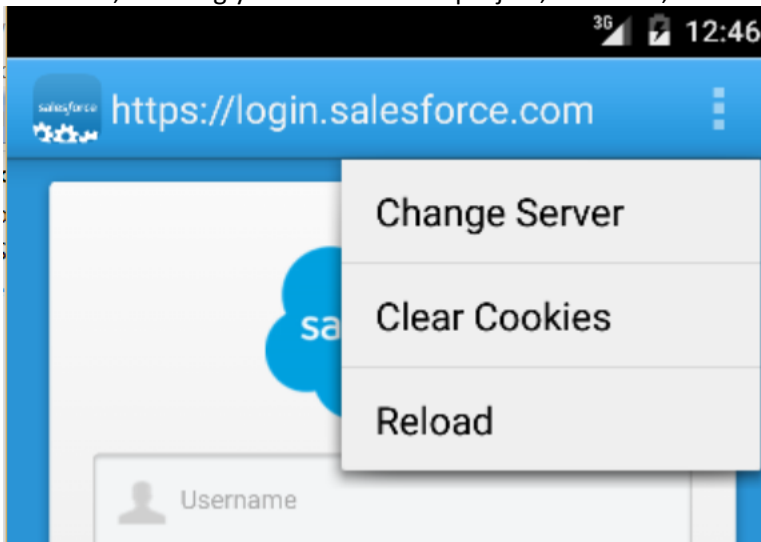 3G 12:46
salesforce https://login.salesforce.com
Change Server
sa
Clear Cookies
Reload
Username